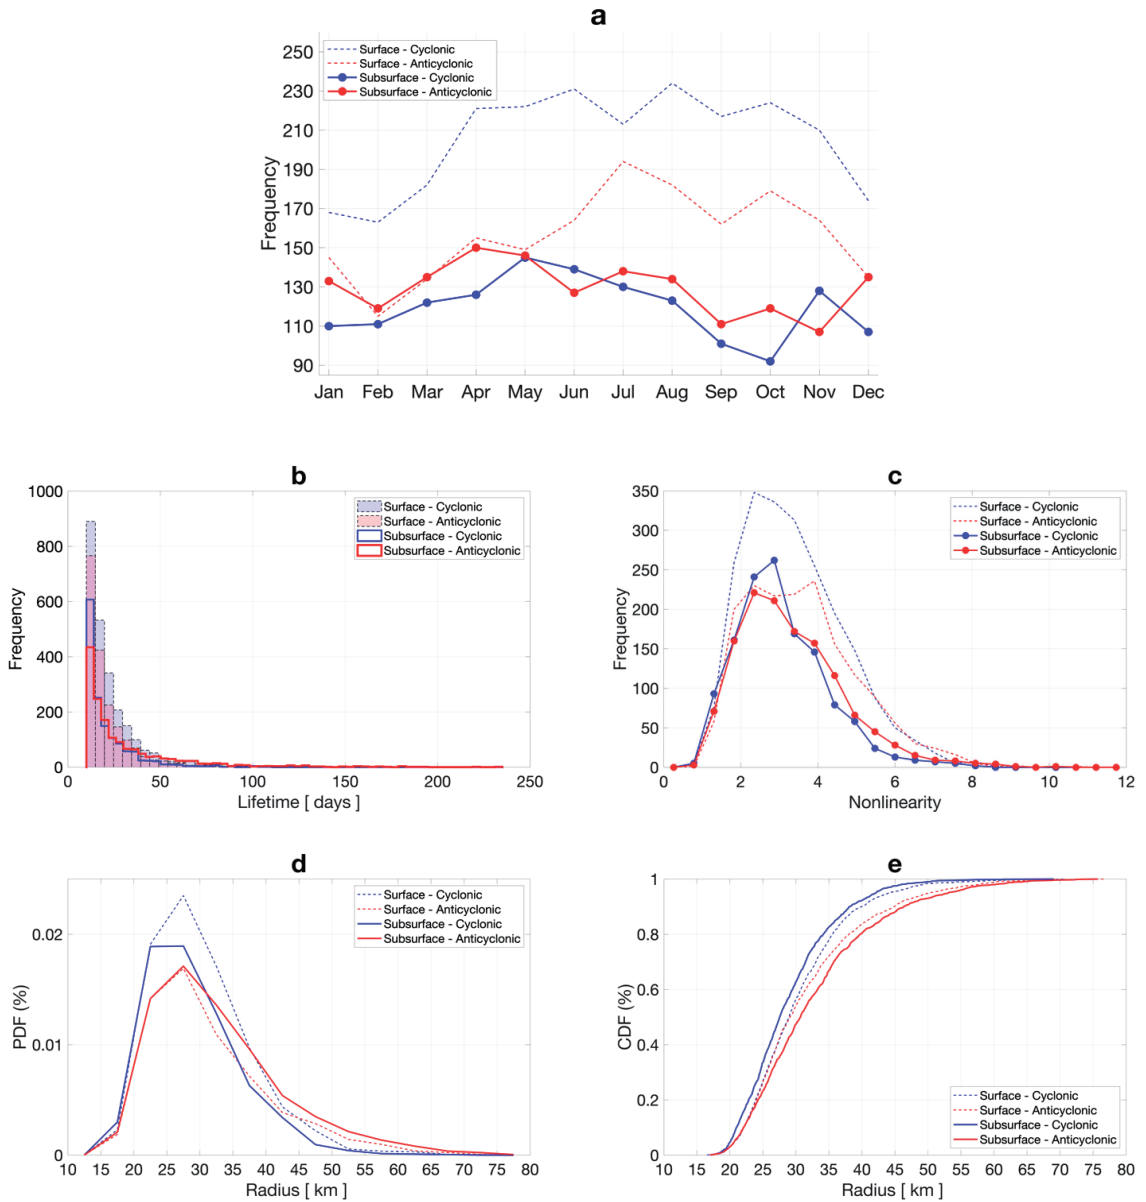 a
Surface - Cyclonic
Surface - Anticyclonic
Subsurface - Cyclonic
Subsurface - Anticyclonic
Frequency
250
230
210
190
170
150
130
110
90
Jan Feb Mar Apr May Jun Jul Aug Sep Oct Nov Dec
b
Surface - Cyclonic
Surface - Anticyclonic
Subsurface - Cyclonic
Subsurface - Anticyclonic
Frequency
1000
800
600
400
200
0
0 50 100 150 200 250
Lifetime [ days ]
c
Surface - Cyclonic
Surface - Anticyclonic
Subsurface - Cyclonic
Subsurface - Anticyclonic
Frequency
350
300
250
200
150
100
50
0
0 2 4 6 8 10 12
Nonlinearity
d
Surface - Cyclonic
Surface - Anticyclonic
Subsurface - Cyclonic
Subsurface - Anticyclonic
PDF (%)
0.02
0.01
0
10 15 20 25 30 35 40 45 50 55 60 65 70 75 80
Radius [ km ]
e
CDF (%)
1
0.8
0.6
0.4
0.2
0
Surface - Cyclonic
Surface - Anticyclonic
Subsurface - Cyclonic
Subsurface - Anticyclonic
10 15 20 25 30 35 40 45 50 55 60 65 70 75 80
Radius [ km ]